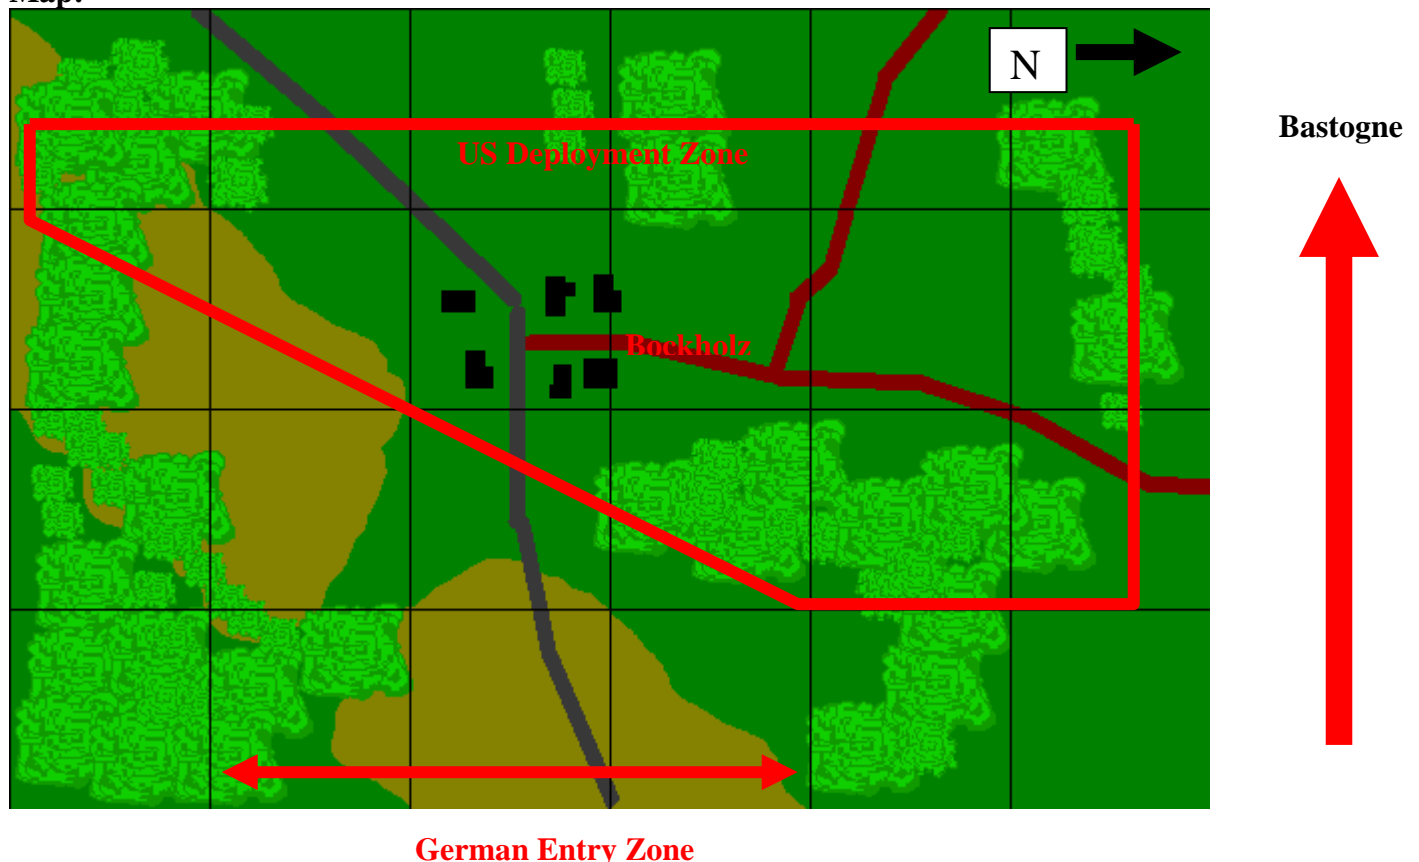 Map:
N
Bastogne
US Deployment Zone
Bockholz
German Entry Zone